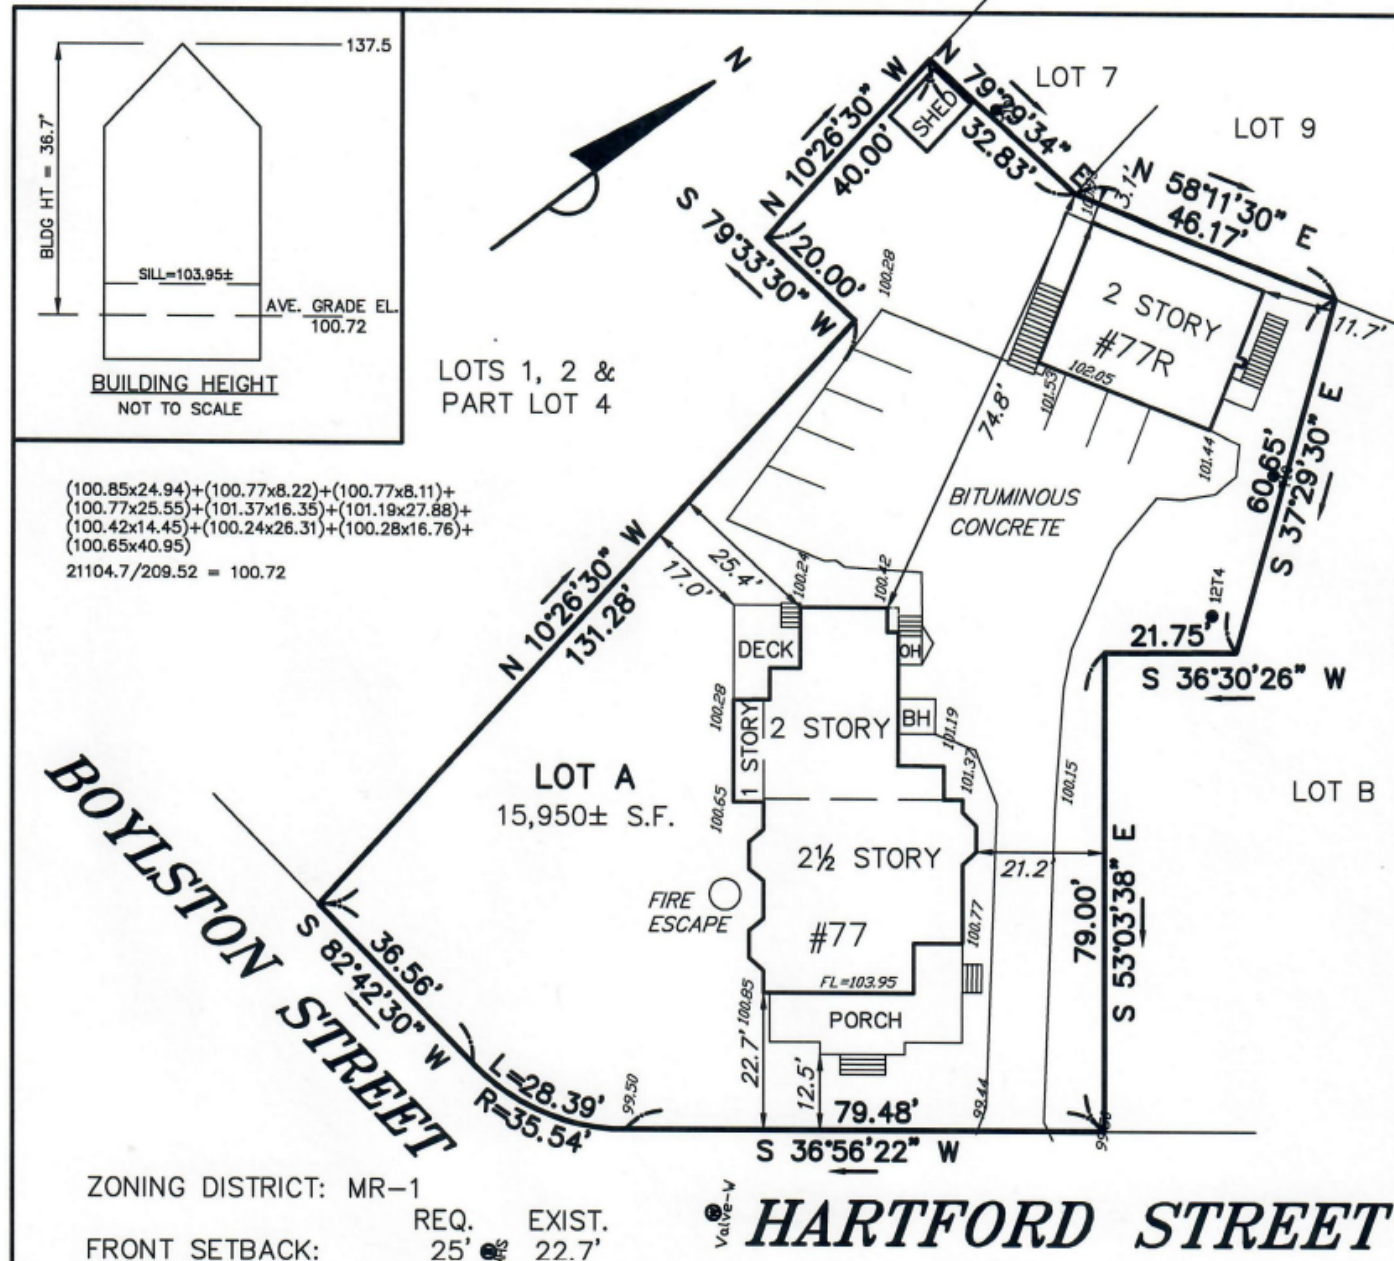 137.5
BLDG HT = 36.7'
SILL=103.95±
AVE. GRADE EL.
100.72
BUILDING HEIGHT
NOT TO SCALE
N
LOTS 1, 2 &
PART LOT 4
(100.85x24.94)+(100.77x8.22)+(100.77x8.11)+
(100.77x25.55)+(101.37x16.35)+(101.19x27.88)+
(100.42x14.45)+(100.24x26.31)+(100.28x16.76)+
(100.65x40.95)
21104.7/209.52 = 100.72
N 10°26'30" W
40.00'
SHED
N 79°29'34" E
32.83'
LOT 7
LOT 9
3.1'
N 58°11'30" E
46.17'
S 79°33'30" W
20.00'
100.28
2 STORY
#77R
102.05
101.53
11.7'
74.8'
101.44
60.65'
S 37°29'30" E
BITUMINOUS
CONCRETE
N 10°26'30" W
131.28'
25.4'
17.0'
100.24
100.42
12T4
21.75'
S 36°30'26" W
DECK
OH
100.28
1 STORY
2 STORY
BH
101.19
101.37
100.15
LOT A
15,950± S.F.
100.65
LOT B
2½ STORY
21.2'
FIRE
ESCAPE
#77
100.77
79.00'
S 53°03'38" E
FL=103.95
100.85
PORCH
22.7'
12.5'
BOYLSTON STREET
36.56'
S 82°42'30" W
L=28.39'
R=35.54'
99.50
79.48'
99.44
S 36°56'22" W
ZONING DISTRICT: MR-1
REQ. EXIST.
FRONT SETBACK: 25' 22.7'
Valve-W
HARTFORD STREET